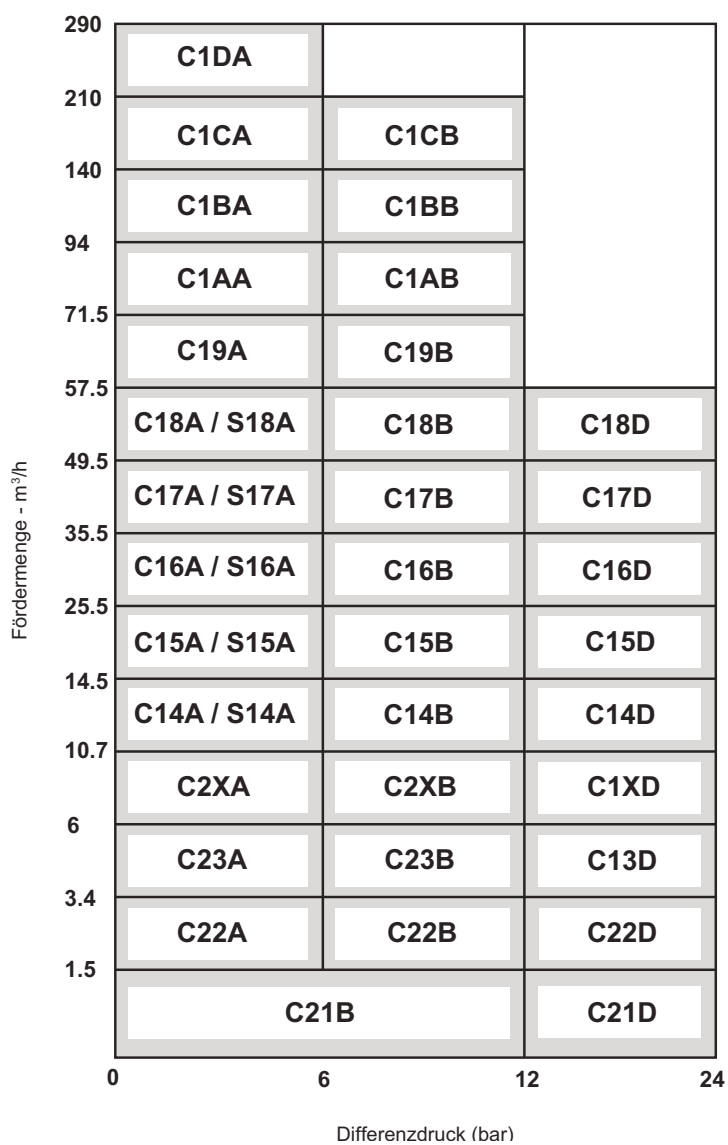 290
C1DA
210
C1CA C1CB
140
C1BA C1BB
94
C1AA C1AB
71.5
C19A C19B
57.5
C18A / S18A C18B C18D
49.5
C17A / S17A C17B C17D
35.5
C16A / S16A C16B C16D
25.5
C15A / S15A C15B C15D
14.5
C14A / S14A C14B C14D
10.7
C2XA C2XB C1XD
6
C23A C23B C13D
3.4
C22A C22B C22D
1.5
C21B C21D
0 6 12 24
Fördermenge - m³/h
Differenzdruck (bar)